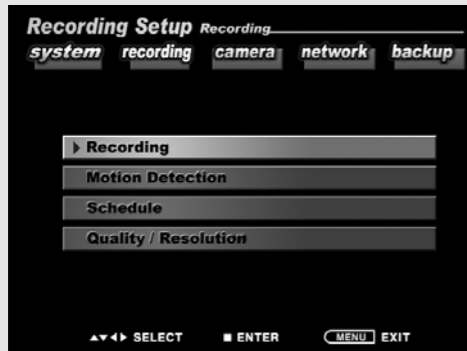 Recording Setup Recording
system recording camera network backup
Recording
Motion Detection
Schedule
Quality / Resolution
▲▼◀▶ SELECT ■ ENTER MENU EXIT